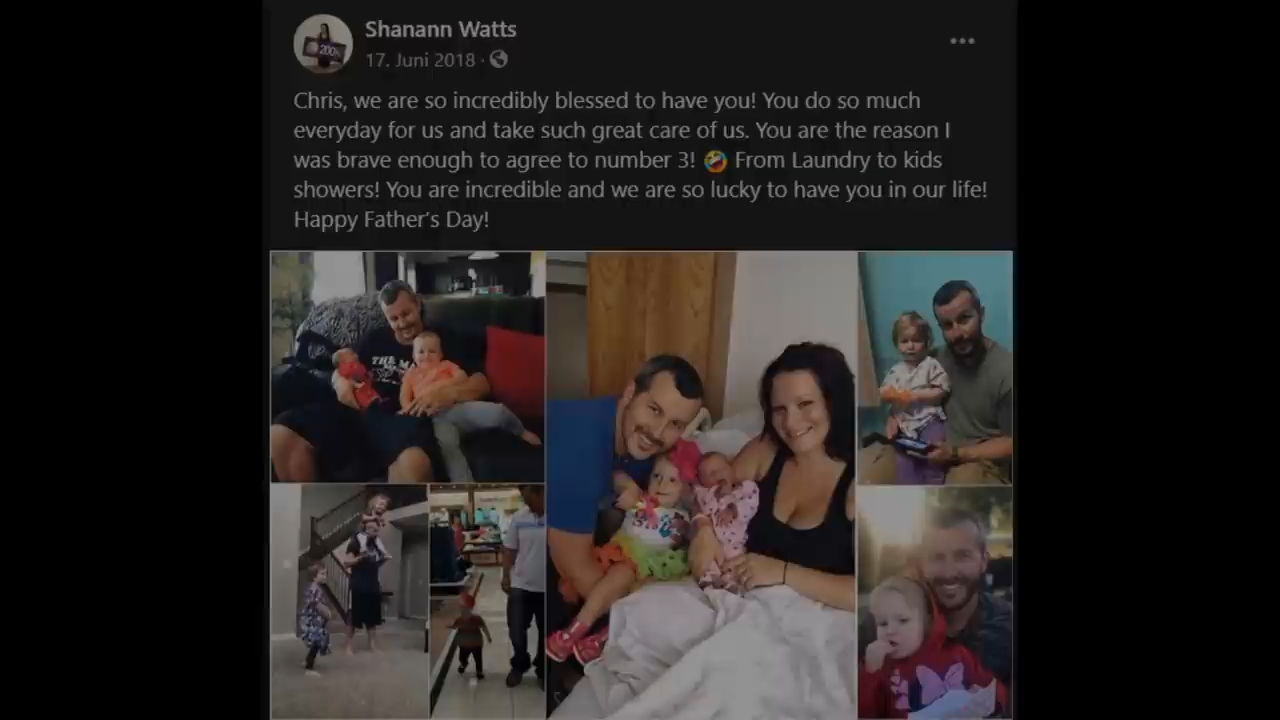 Shanann Watts
17. Juni 2018 ·
Chris, we are so incredibly blessed to have you! You do so much
everyday for us and take such great care of us. You are the reason I
was brave enough to agree to number 3! 🤣 From Laundry to kids
showers! You are incredible and we are so lucky to have you in our life!
Happy Father's Day!
200
THE MA